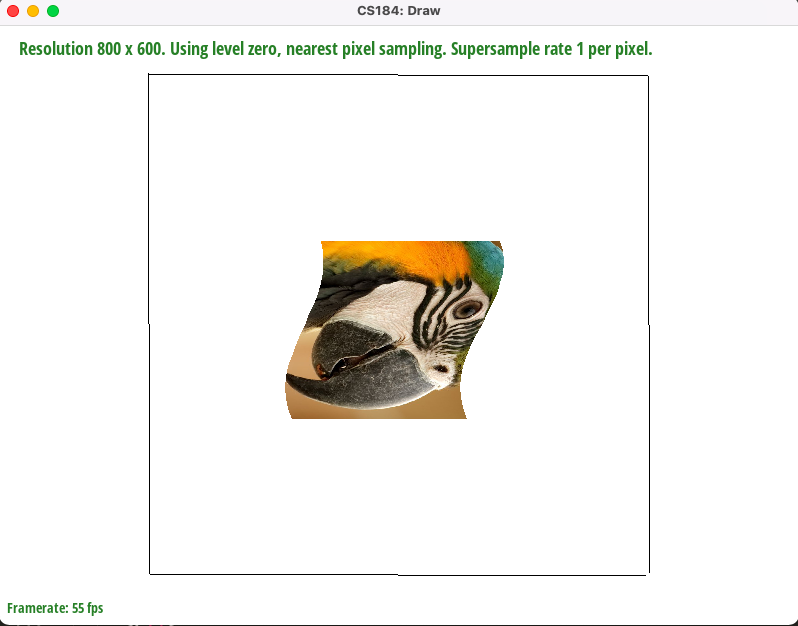 CS184: Draw
Resolution 800 x 600. Using level zero, nearest pixel sampling. Supersample rate 1 per pixel.
Framerate: 55 fps